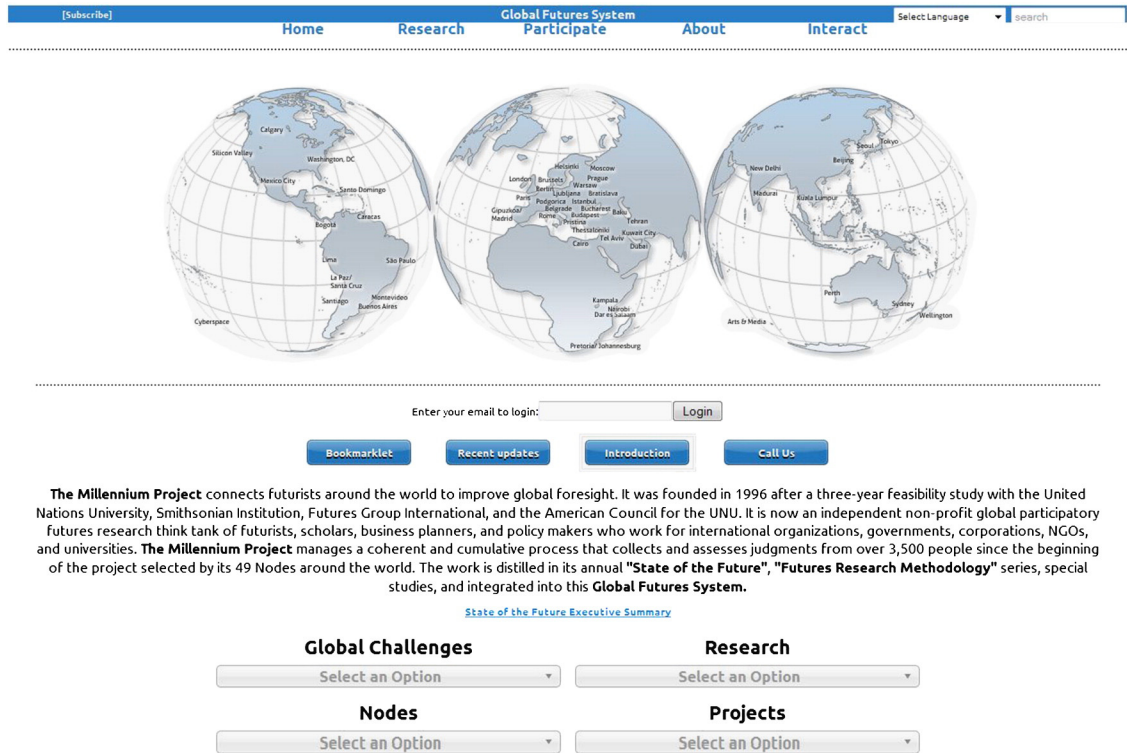 [Subscribe]
Global Futures System
Select Language
search
Home
Research
Participate
About
Interact
Calgary
Silicon Valley
Washington, DC
Mexico City
Santo Domingo
Caracas
Bogotá
Lima
São Paulo
La Paz/
Santa Cruz
Santiago
Montevideo
Buenos Aires
Cyberspace
Helsinki
Moscow
London
Brussels
Prague
Berlin
Warsaw
Paris
Ljubljana
Bratislava
Podgorica
Istanbul
Gipuzkoa/
Madrid
Belgrade
Bucharest
Baku
Rome
Budapest
Pristina
Tehran
Thessaloniki
Kuwait City
Tel Aviv
Cairo
Dubai
Kampala
Nairobi
Dar es Salaam
Pretoria/Johannesburg
Tokyo
Seoul
Beijing
New Delhi
Madurai
Kuala Lumpur
Perth
Sydney
Wellington
Arts & Media
Enter your email to login:
Login
Bookmarklet
Recent updates
Introduction
Call Us
The Millennium Project connects futurists around the world to improve global foresight. It was founded in 1996 after a three-year feasibility study with the United
Nations University, Smithsonian Institution, Futures Group International, and the American Council for the UNU. It is now an independent non-profit global participatory
futures research think tank of futurists, scholars, business planners, and policy makers who work for international organizations, governments, corporations, NGOs,
and universities. The Millennium Project manages a coherent and cumulative process that collects and assesses judgments from over 3,500 people since the beginning
of the project selected by its 49 Nodes around the world. The work is distilled in its annual "State of the Future", "Futures Research Methodology" series, special
studies, and integrated into this Global Futures System.
State of the Future Executive Summary
Global Challenges
Research
Select an Option
Select an Option
Nodes
Projects
Select an Option
Select an Option